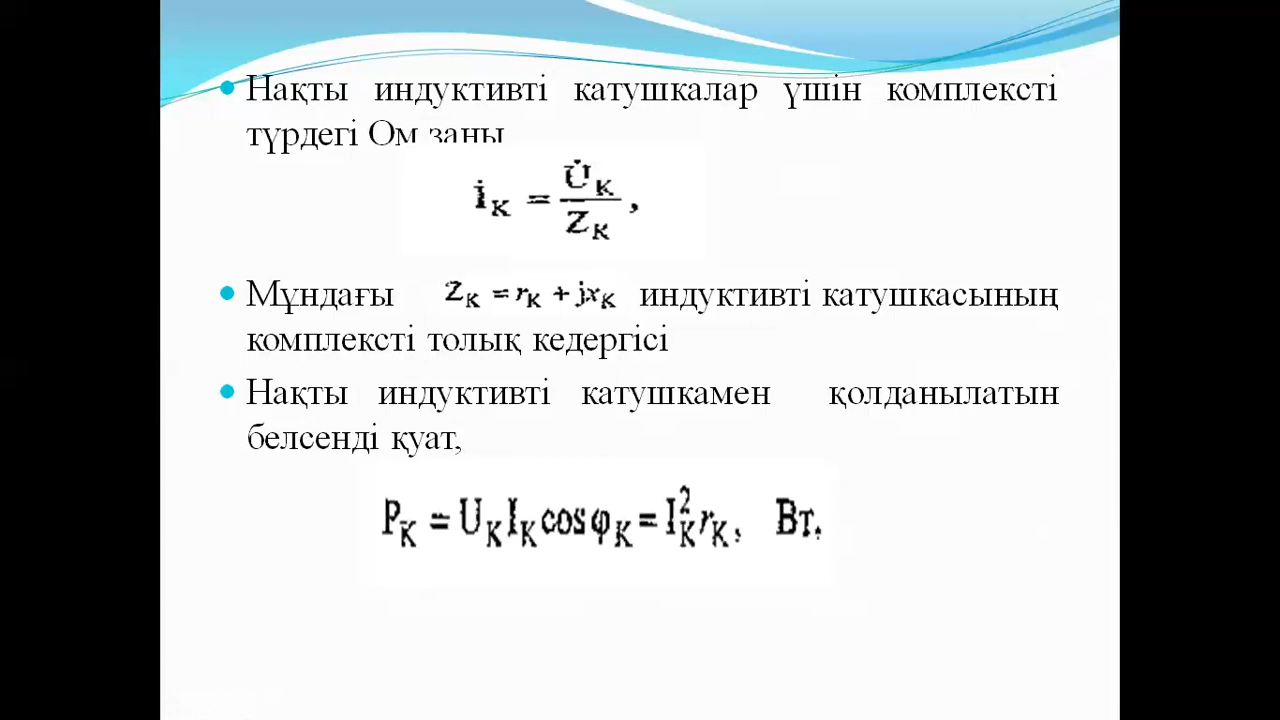 Нақты индуктивті катушкалар үшін комплексті
түрдегі Ом заңы
İ_K = U̇_K / Z_K ,
Мұндағы Z_K = r_K + jx_K индуктивті катушкасының
комплексті толық кедергісі
Нақты индуктивті катушкамен қолданылатын
белсенді қуат,
P_K = U_K I_K cos φ_K = I_K^2 r_K, Вт.